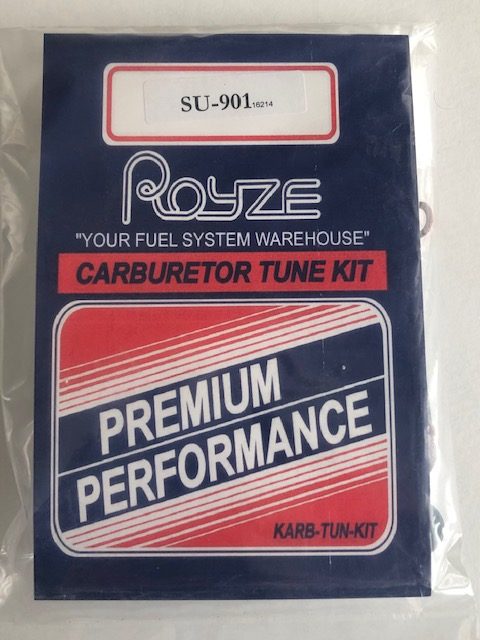 SU-901 16214
ROYZE
"YOUR FUEL SYSTEM WAREHOUSE"
CARBURETOR TUNE KIT
PREMIUM
PERFORMANCE
KARB-TUN-KIT